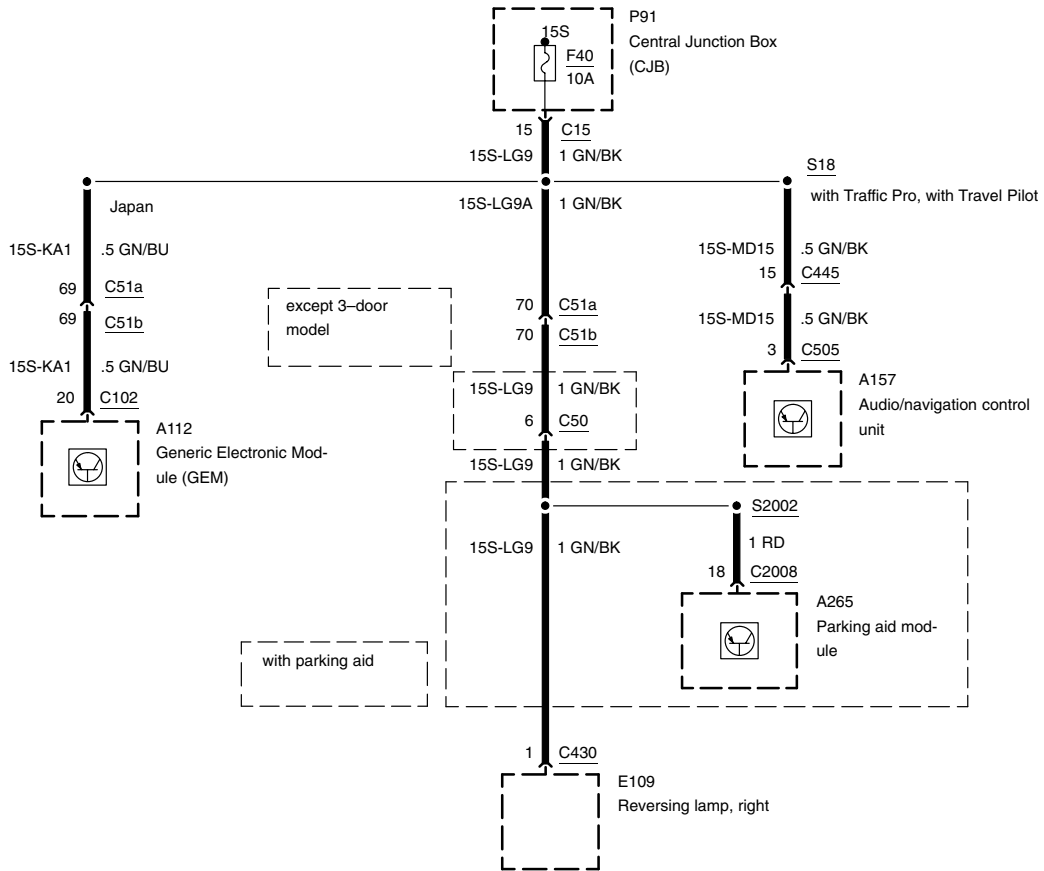 P91
Central Junction Box
(CJB)
15S
F40
10A
15 C15
15S-LG9 1 GN/BK
S18
with Traffic Pro, with Travel Pilot
Japan
15S-LG9A 1 GN/BK
15S-KA1 .5 GN/BU
69 C51a
69 C51b
15S-KA1 .5 GN/BU
20 C102
A112
Generic Electronic Mod-
ule (GEM)
except 3–door
model
70 C51a
70 C51b
15S-LG9 1 GN/BK
6 C50
15S-LG9 1 GN/BK
15S-MD15 .5 GN/BK
15 C445
15S-MD15 .5 GN/BK
3 C505
A157
Audio/navigation control
unit
S2002
15S-LG9 1 GN/BK
1 RD
18 C2008
A265
Parking aid mod-
ule
with parking aid
1 C430
E109
Reversing lamp, right